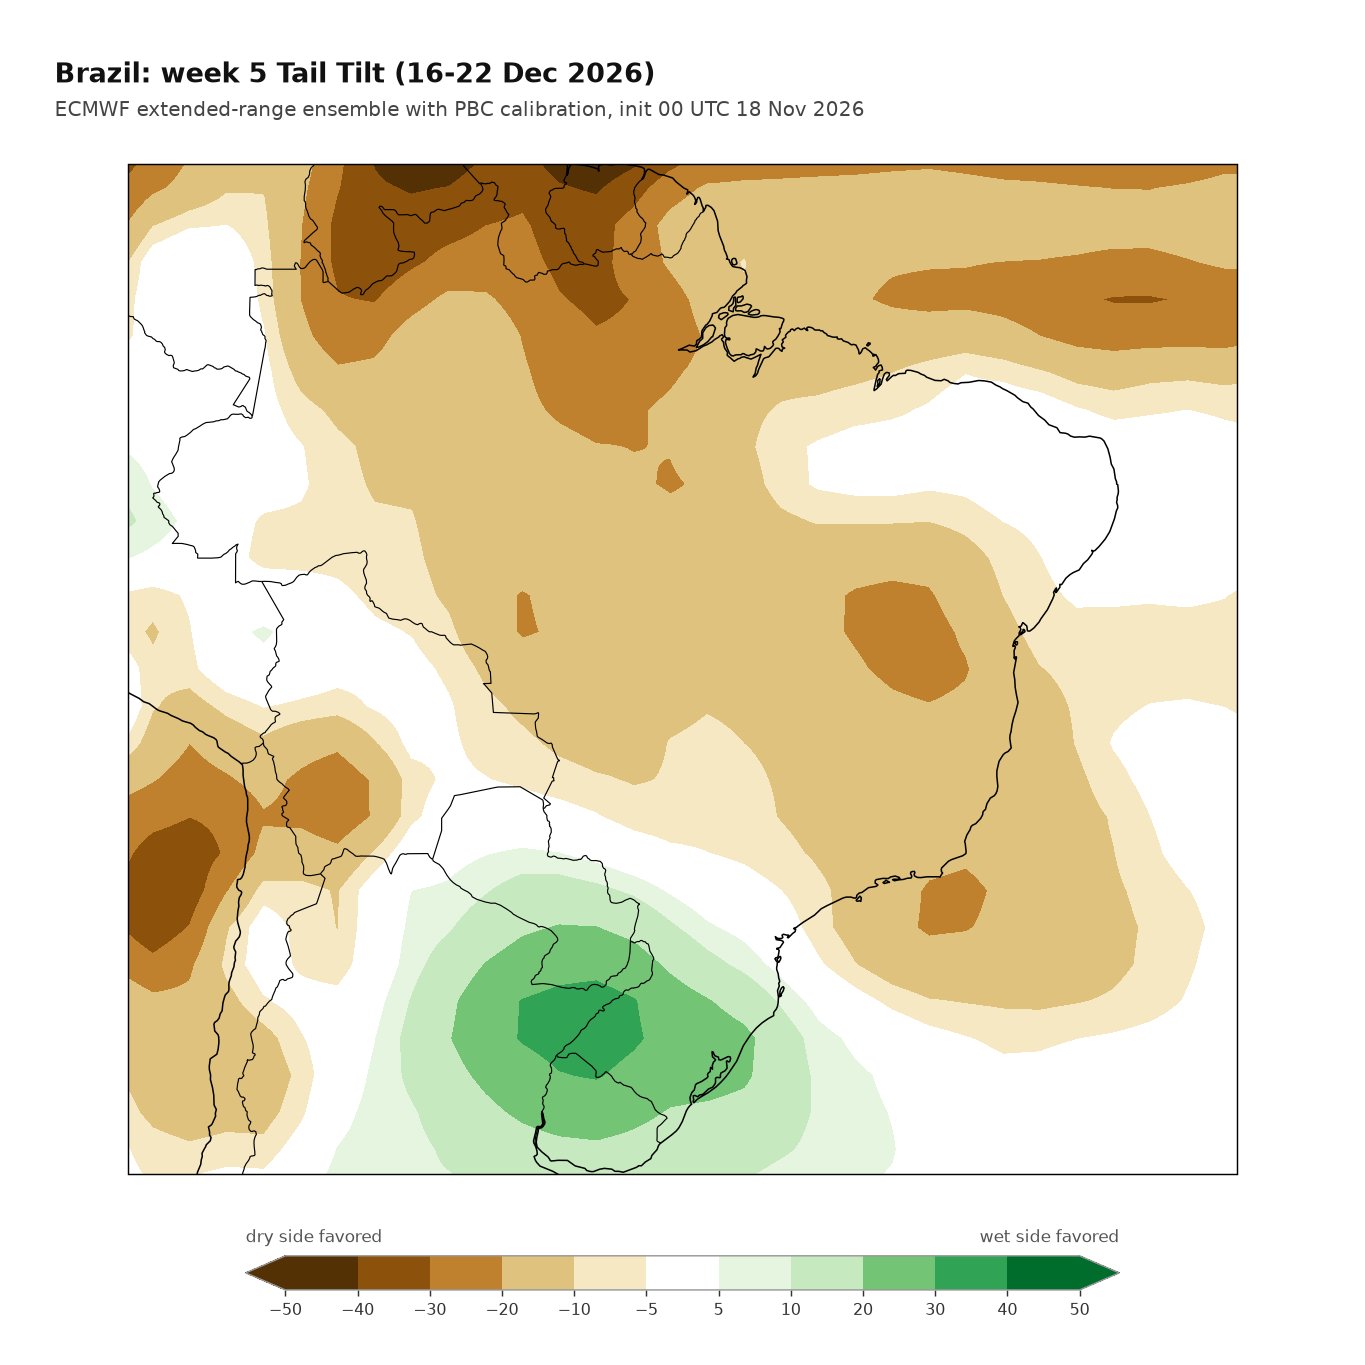 Brazil: week 5 Tail Tilt (16-22 Dec 2026)
ECMWF extended-range ensemble with PBC calibration, init 00 UTC 18 Nov 2026
dry side favored wet side favored
−50 −40 −30 −20 −10 −5 5 10 20 30 40 50